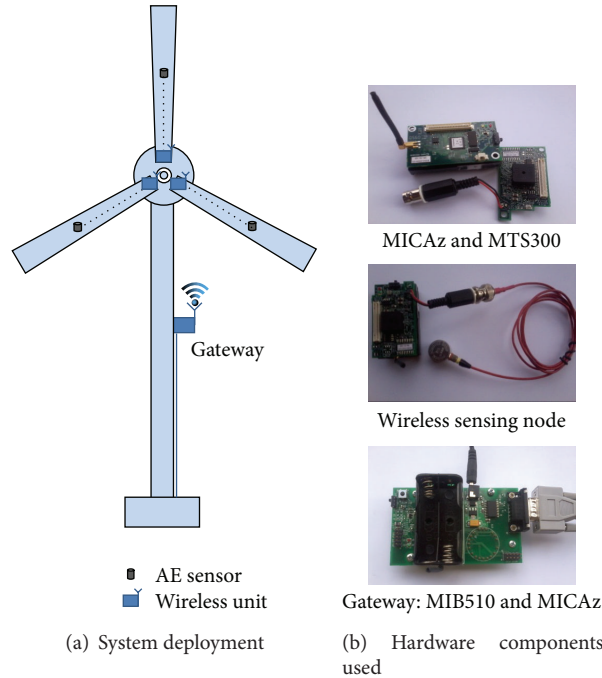 Gateway
AE sensor
Wireless unit
(a) System deployment
MICAz and MTS300
Wireless sensing node
Gateway: MIB510 and MICAz
(b) Hardware components
used